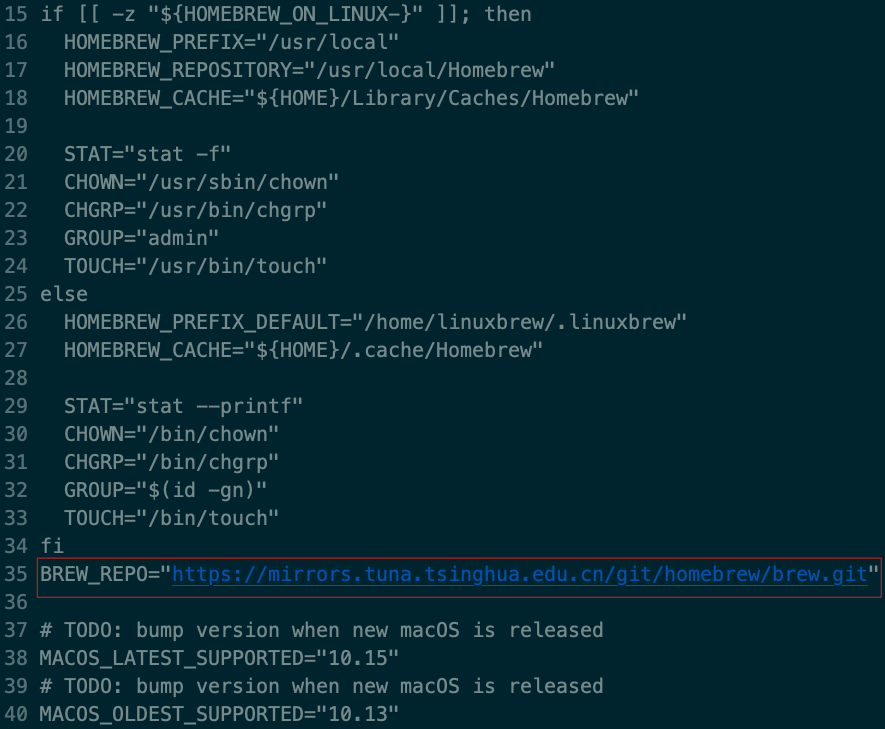 15 if [[ -z "${HOMEBREW_ON_LINUX-}" ]]; then
16   HOMEBREW_PREFIX="/usr/local"
17   HOMEBREW_REPOSITORY="/usr/local/Homebrew"
18   HOMEBREW_CACHE="${HOME}/Library/Caches/Homebrew"
19
20   STAT="stat -f"
21   CHOWN="/usr/sbin/chown"
22   CHGRP="/usr/bin/chgrp"
23   GROUP="admin"
24   TOUCH="/usr/bin/touch"
25 else
26   HOMEBREW_PREFIX_DEFAULT="/home/linuxbrew/.linuxbrew"
27   HOMEBREW_CACHE="${HOME}/.cache/Homebrew"
28
29   STAT="stat --printf"
30   CHOWN="/bin/chown"
31   CHGRP="/bin/chgrp"
32   GROUP="$(id -gn)"
33   TOUCH="/bin/touch"
34 fi
35 BREW_REPO="https://mirrors.tuna.tsinghua.edu.cn/git/homebrew/brew.git"
36
37 # TODO: bump version when new macOS is released
38 MACOS_LATEST_SUPPORTED="10.15"
39 # TODO: bump version when new macOS is released
40 MACOS_OLDEST_SUPPORTED="10.13"